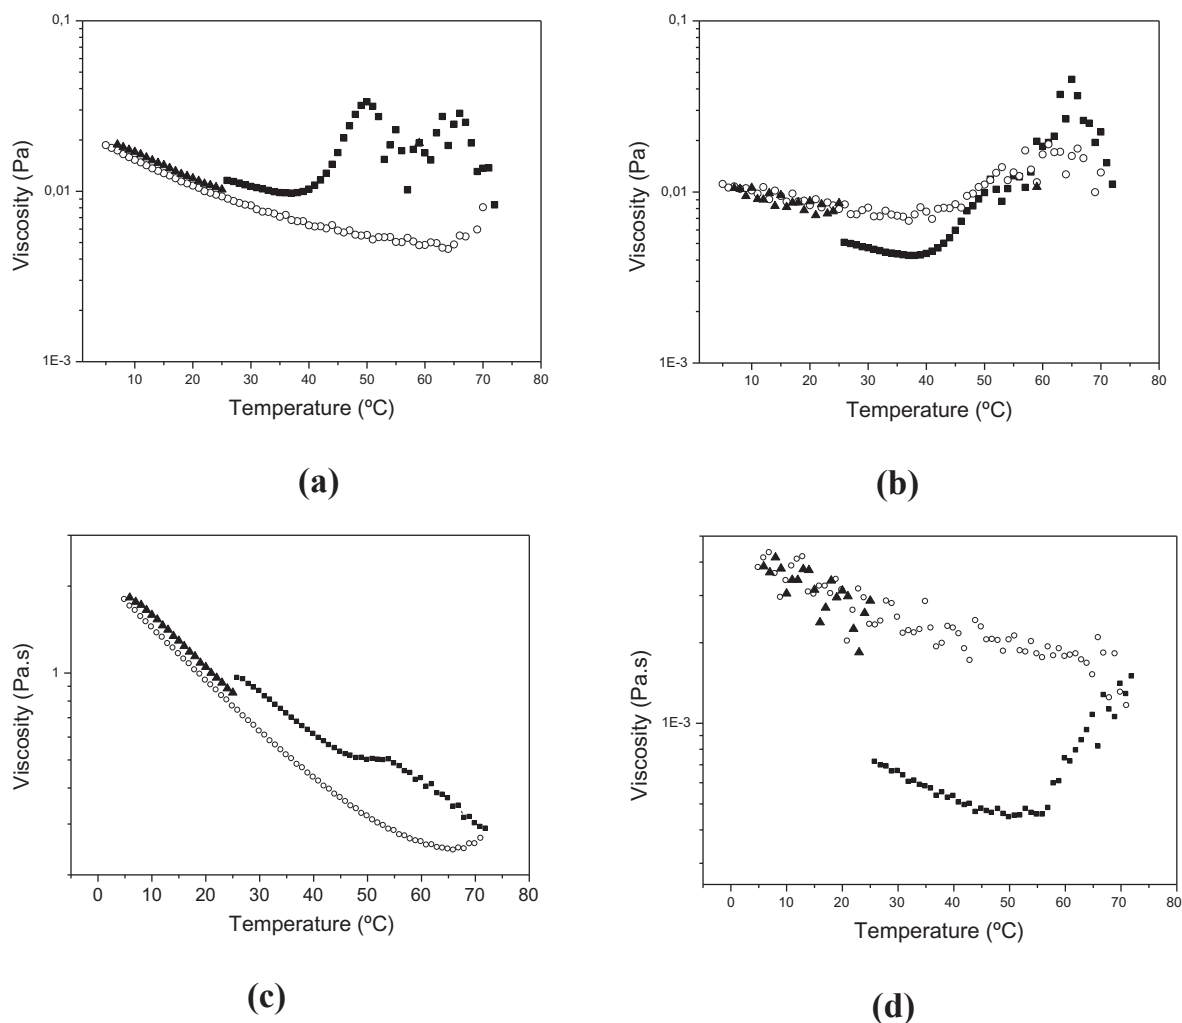 0,1
0,01
1E-3
Viscosity (Pa)
10 20 30 40 50 60 70 80
Temperature (ºC)
(a)
0,1
0,01
1E-3
Viscosity (Pa)
10 20 30 40 50 60 70 80
Temperature (ºC)
(b)
1
Viscosity (Pa.s)
0 10 20 30 40 50 60 70 80
Temperature (ºC)
(c)
1E-3
Viscosity (Pa.s)
0 10 20 30 40 50 60 70 80
Temperature (ºC)
(d)